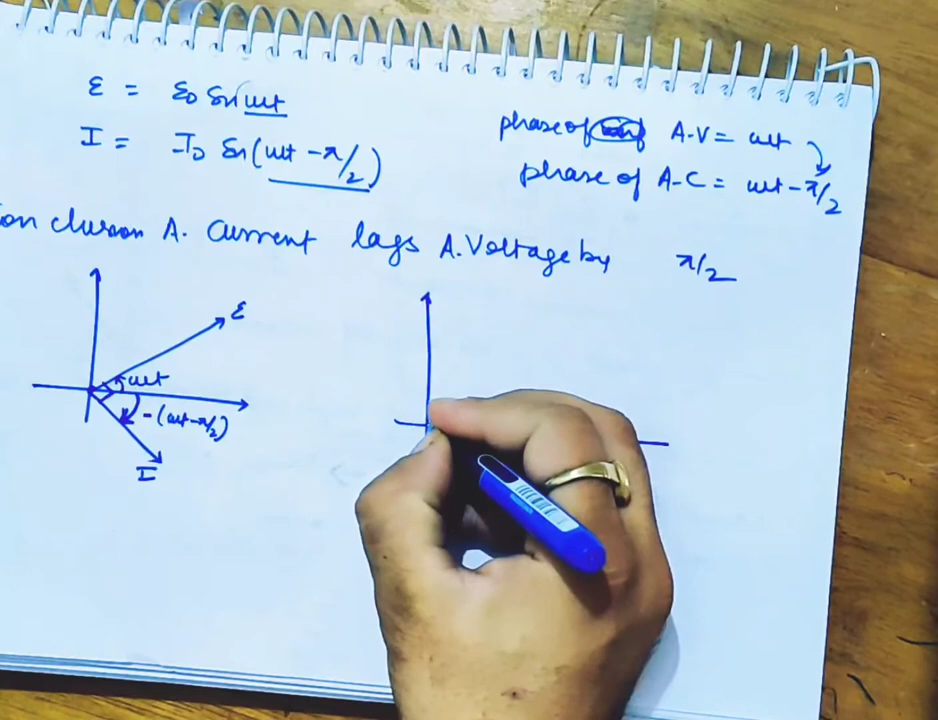 ε = ε0 Sin ωt
I = I0 Sin (ωt - π/2)
phase of A.V = ωt
phase of A.C = ωt - π/2
on clusion A. Current lags A.Voltage by π/2
ε
ωt
-(ωt-π/2)
I